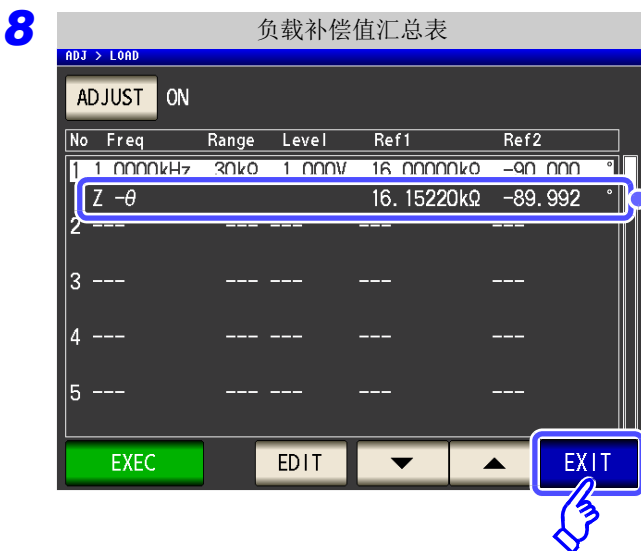 8
负载补偿值汇总表
ADJ > LOAD
ADJUST ON
No Freq Range Level Ref1 Ref2
1 1.0000kHz 30kΩ 1.000V 16.00000kΩ -90.000 °
Z -θ 16.15220kΩ -89.992 °
2 --- --- --- --- ---
3 --- --- --- --- ---
4 --- --- --- --- ---
5 --- --- --- --- ---
EXEC EDIT ▼ ▲ EXIT